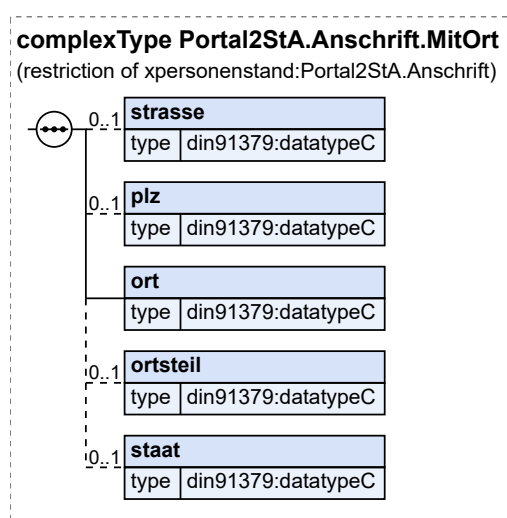 complexType Portal2StA.Anschrift.MitOrt
(restriction of xpersonenstand:Portal2StA.Anschrift)
0..1 strasse
type din91379:datatypeC
0..1 plz
type din91379:datatypeC
ort
type din91379:datatypeC
0..1 ortsteil
type din91379:datatypeC
0..1 staat
type din91379:datatypeC